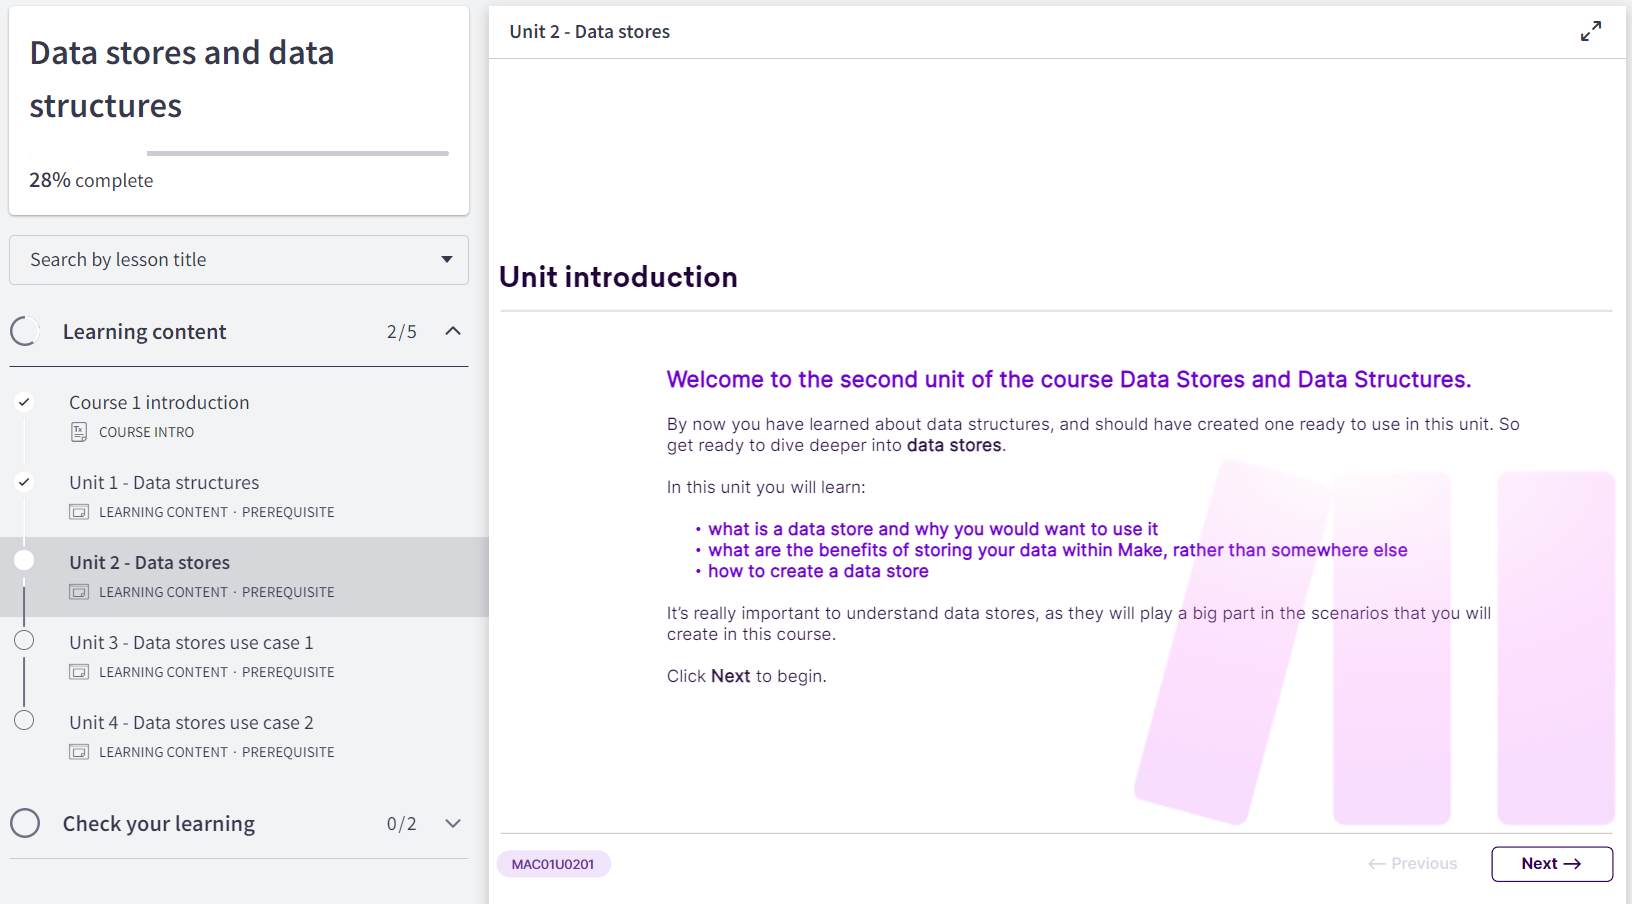 Data stores and data
structures
28% complete
Search by lesson title
Learning content 2/5
Course 1 introduction
Tx COURSE INTRO
Unit 1 - Data structures
LEARNING CONTENT · PREREQUISITE
Unit 2 - Data stores
LEARNING CONTENT · PREREQUISITE
Unit 3 - Data stores use case 1
LEARNING CONTENT · PREREQUISITE
Unit 4 - Data stores use case 2
LEARNING CONTENT · PREREQUISITE
Check your learning 0/2
Unit 2 - Data stores
Unit introduction
Welcome to the second unit of the course Data Stores and Data Structures.
By now you have learned about data structures, and should have created one ready to use in this unit. So
get ready to dive deeper into data stores.
In this unit you will learn:
• what is a data store and why you would want to use it
• what are the benefits of storing your data within Make, rather than somewhere else
• how to create a data store
It's really important to understand data stores, as they will play a big part in the scenarios that you will
create in this course.
Click Next to begin.
MAC01U0201
← Previous
Next →